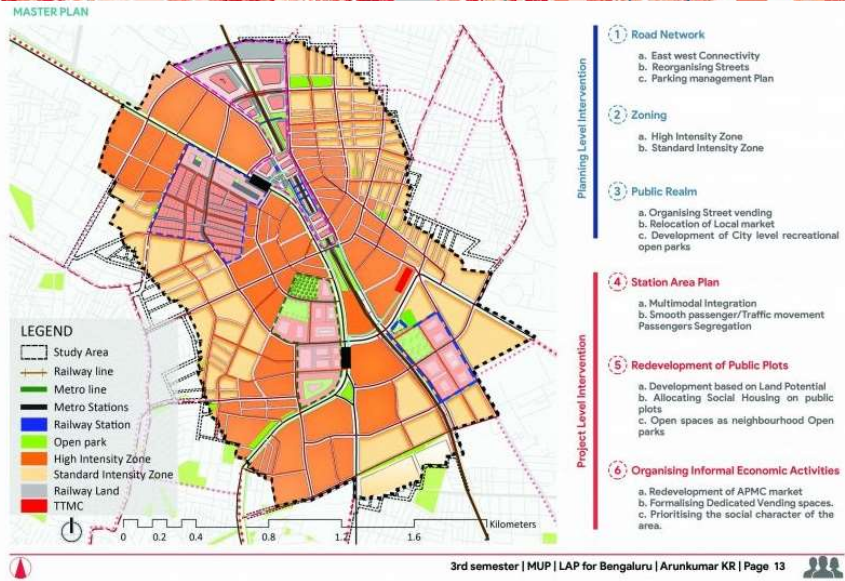 MASTER PLAN
LEGEND
Study Area
Railway line
Metro line
Metro Stations
Railway Station
Open park
High Intensity Zone
Standard Intensity Zone
Railway Land
TTMC
Kilometers
0 0.4 0.8 1.2 1.6 2
Planning Level Intervention
1 Road Network
a. East west Connectivity
b. Reorganising Streets
c. Parking management Plan
2 Zoning
a. High Intensity Zone
b. Standard Intensity Zone
3 Public Realm
a. Organising Street vending
b. Relocation of Local market
c. Development of City level recreational
open parks
Project Level Intervention
4 Station Area Plan
a. Multimodal Integration
b. Smooth passenger/Traffic movement
Passengers Segregation
5 Redevelopment of Public Plots
a. Development based on Land Potential
b. Allocating Social Housing on public
plots
c. Open spaces as neighbourhood Open
parks
6 Organising Informal Economic Activities
a. Redevelopment of APMC market
b. Formalising Dedicated Vending spaces.
c. Prioritising the social character of the
area.
3rd semester | MUP | LAP for Bengaluru | Arunkumar KR | Page 13